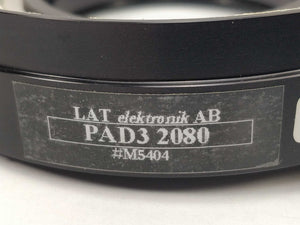 LAT elektronik AB
PAD3 2080
#M5404